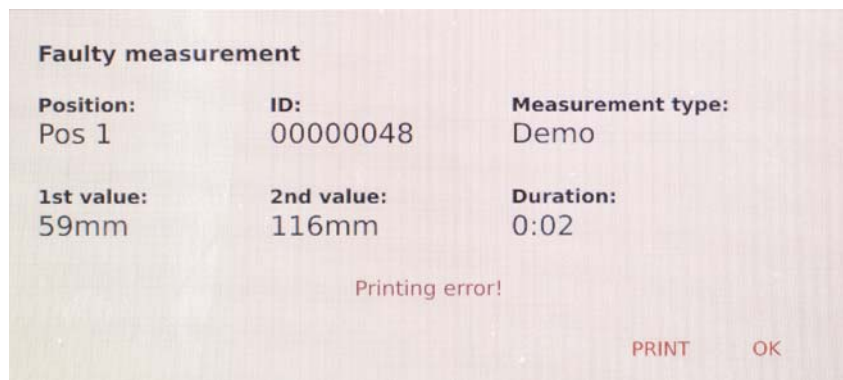 Faulty measurement
Position: ID: Measurement type:
Pos 1 00000048 Demo
1st value: 2nd value: Duration:
59mm 116mm 0:02
Printing error!
PRINT OK